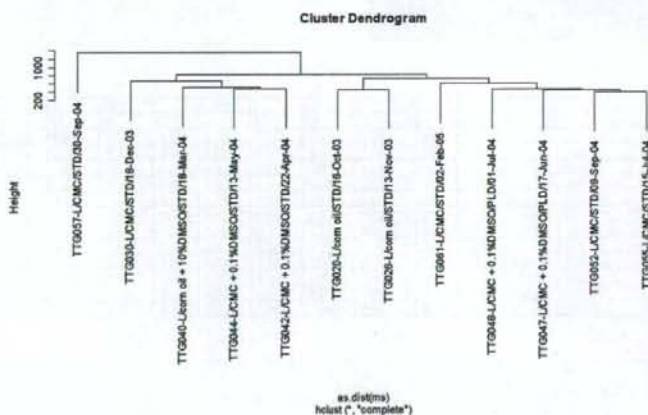 Cluster Dendrogram
Height
1000
200
TTG057-L/CMC/STD/30-Sep-04
TTG030-L/CMC/STD/18-Dec-03
TTG040-L/corn oil + 10%DMSO/STD/18-Mar-04
TTG044-L/CMC + 0.1%DMSO/STD/13-May-04
TTG042-L/CMC + 0.1%DMSO/STD/22-Apr-04
TTG020-L/corn oil/STD/16-Oct-03
TTG026-L/corn oil/STD/13-Nov-03
TTG061-L/CMC/STD/02-Feb-05
TTG048-L/CMC + 0.1%DMSO/PLD/01-Jul-04
TTG047-L/CMC + 0.1%DMSO/PLD/17-Jun-04
TTG052-L/CMC/STD/09-Sep-04
as.dist(ms)
hclust (*, "complete")